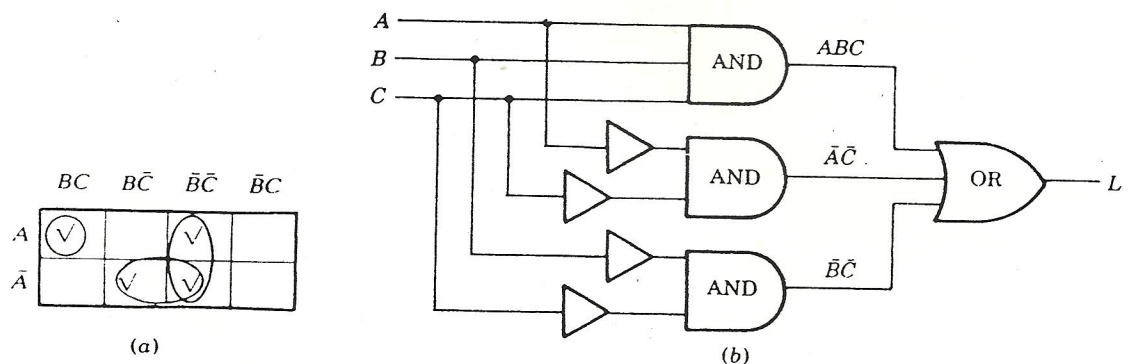 A
B
C
AND
ABC
AND
ĀC̄
OR
L
AND
B̄C̄
(b)
BC BC̄ B̄C̄ B̄C
A √ √
Ā √ √
(a)